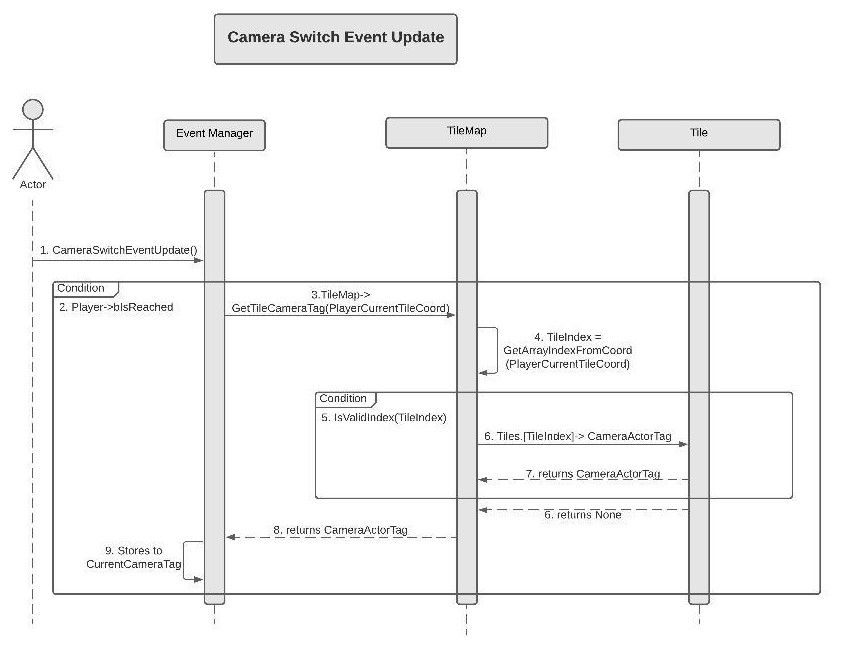 Camera Switch Event Update
Event Manager
TileMap
Tile
Actor
1. CameraSwitchEventUpdate()
Condition
2. Player->bIsReached
3.TileMap->
GetTileCameraTag(PlayerCurrentTileCoord)
4. TileIndex =
GetArrayIndexFromCoord
(PlayerCurrentTileCoord)
Condition
5. IsValidIndex(TileIndex)
6. Tiles.[TileIndex]-> CameraActorTag
7. returns CameraActorTag
6. returns None
8. returns CameraActorTag
9. Stores to
CurrentCameraTag